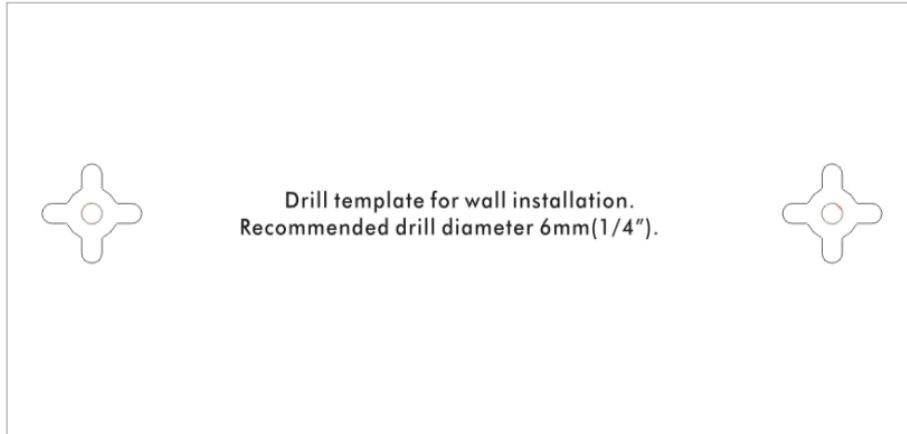 Drill template for wall installation.
Recommended drill diameter 6mm(1/4").